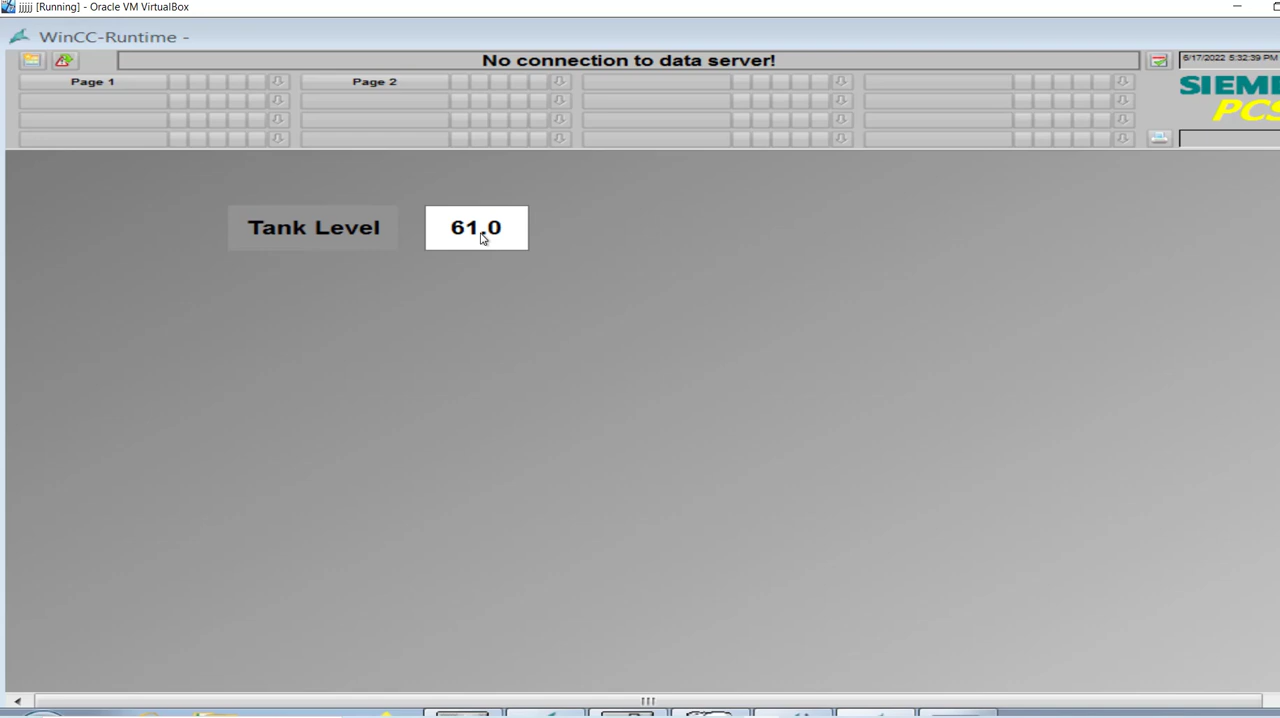 jjjjj [Running] - Oracle VM VirtualBox
WinCC-Runtime -
No connection to data server!
6/17/2022 5:32:39 PM
Page 1
Page 2
SIEME
PCS
Tank Level
61.0